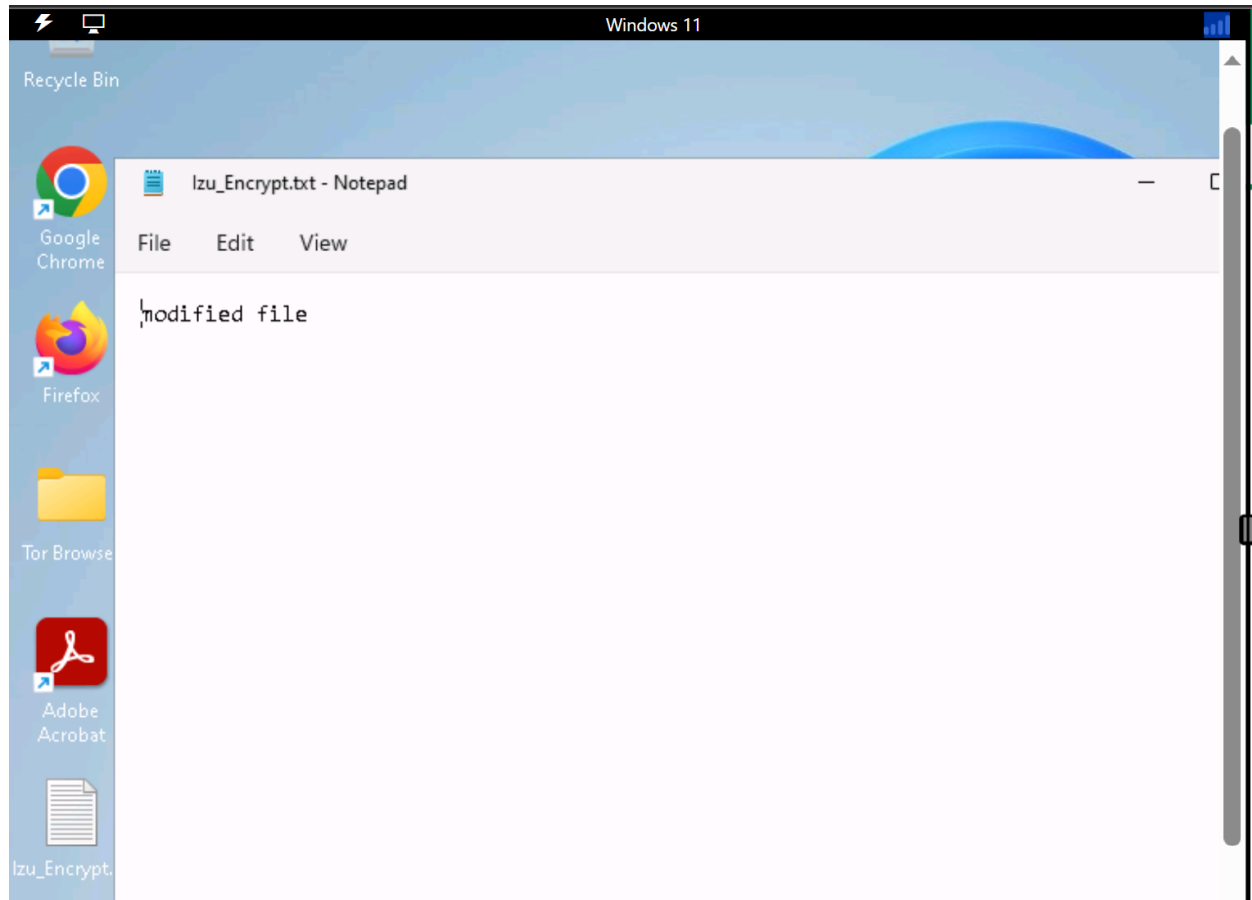 Windows 11
Recycle Bin
Izu_Encrypt.txt - Notepad
Google
Chrome
File Edit View
modified file
Firefox
Tor Browse
Adobe
Acrobat
Izu_Encrypt.